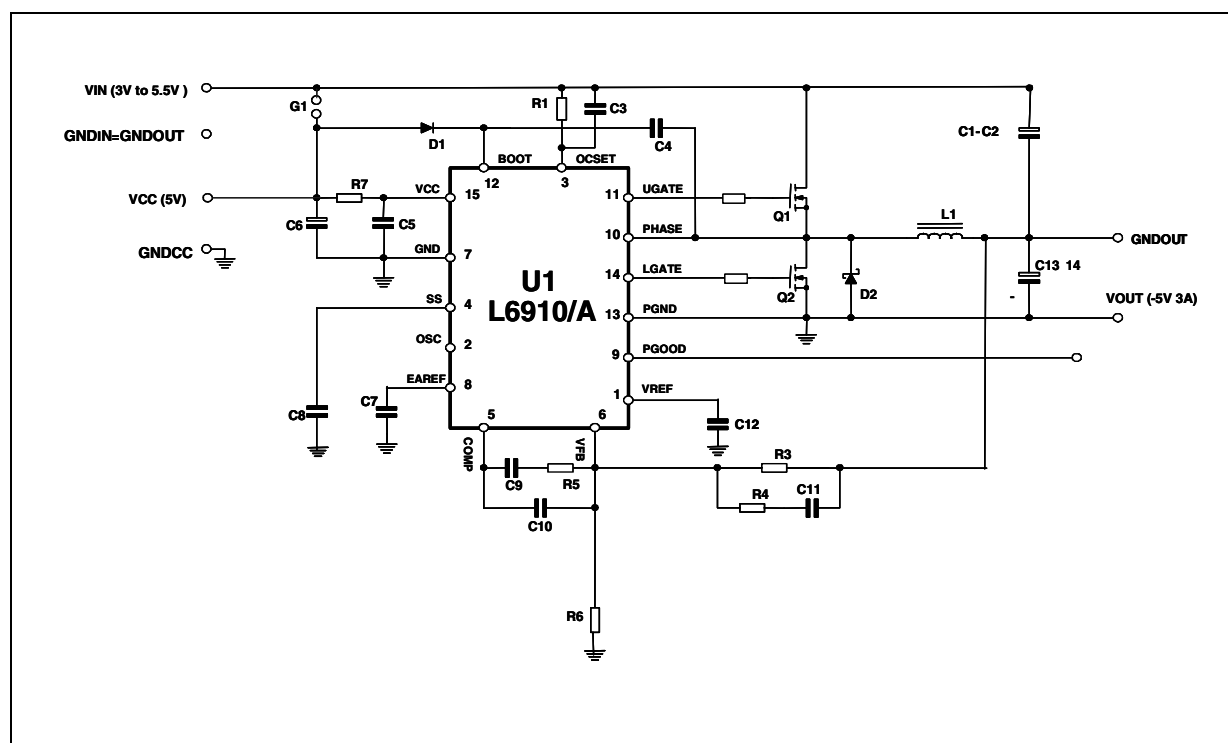 VIN (3V to 5.5V )
G1
R1
C3
GNDIN=GNDOUT
D1
C4
C1-C2
BOOT
OCSET
12
3
VCC (5V)
R7
VCC
15
11
UGATE
Q1
C6
C5
L1
10
PHASE
GNDOUT
GNDCC
GND
7
U1
L6910/A
14
LGATE
Q2
D2
C13 14
-
VOUT (-5V 3A)
SS
4
13
PGND
OSC
2
9
PGOOD
EAREF
8
1
VREF
C8
C7
C12
5
6
COMP
VFB
C9
R5
R3
C10
R4
C11
R6